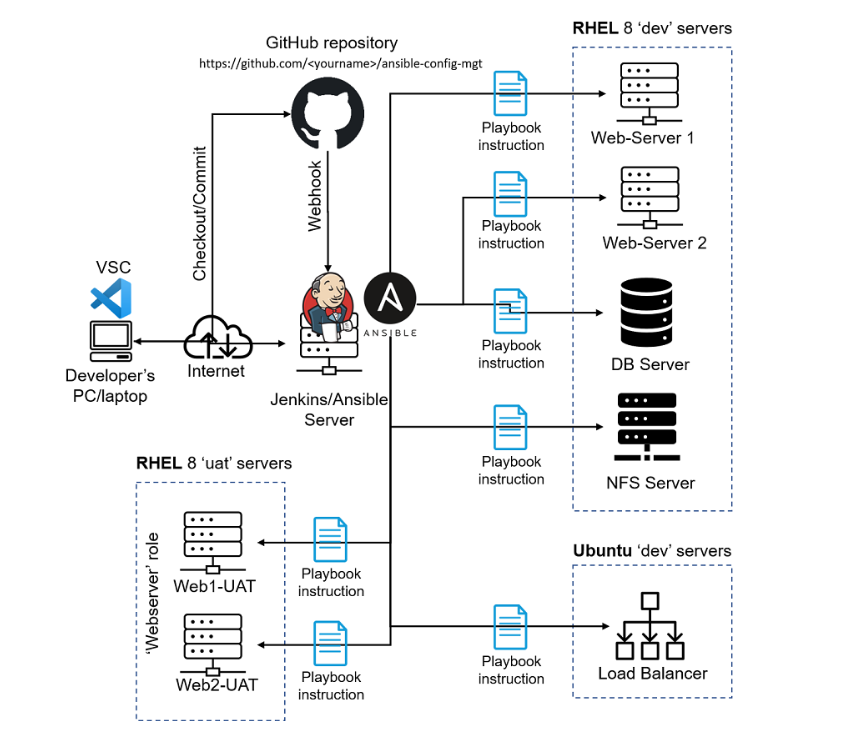 GitHub repository
https://github.com/<yourname>/ansible-config-mgt
RHEL 8 ‘dev’ servers
Playbook
instruction
Web-Server 1
Checkout/Commit
Webhook
Playbook
instruction
Web-Server 2
VSC
ANSIBLE
Playbook
instruction
DB Server
Developer’s
PC/laptop
Internet
Jenkins/Ansible
Server
Playbook
instruction
NFS Server
RHEL 8 ‘uat’ servers
‘Webserver’ role
Web1-UAT
Playbook
instruction
Web2-UAT
Playbook
instruction
Ubuntu ‘dev’ servers
Playbook
instruction
Load Balancer